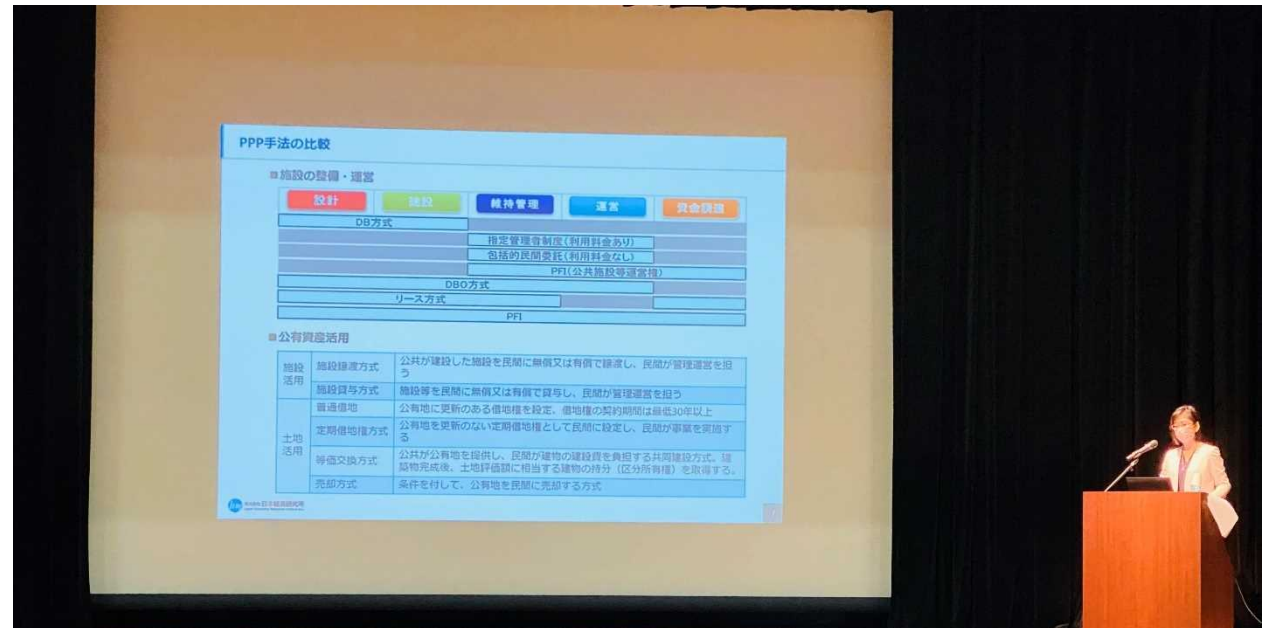 PPP手法の比較
■施設の整備・運営
設計 建設 維持管理 運営 資金調達
DB方式
指定管理者制度(利用料金あり)
包括的民間委託(利用料金なし)
PFI(公共施設等運営権)
DBO方式
リース方式
PFI
■公有資産活用
施設活用
施設譲渡方式 公共が建設した施設を民間に無償又は有償で譲渡し、民間が管理運営を担
う
施設貸与方式 施設等を民間に無償又は有償で貸与し、民間が管理運営を担う
土地活用
普通借地 公有地に更新のある借地権を設定、借地権の契約期間は最低30年以上
定期借地権方式 公有地を更新のない定期借地権として民間に設定し、民間が事業を実施す
る
等価交換方式 公共が公有地を提供し、民間が建物の建設費を負担する共同建設方式。建
築物完成後、土地評価額に相当する建物の持分（区分所有権）を取得する。
売却方式 条件を付して、公有地を民間に売却する方式
株式会社日本経済研究所